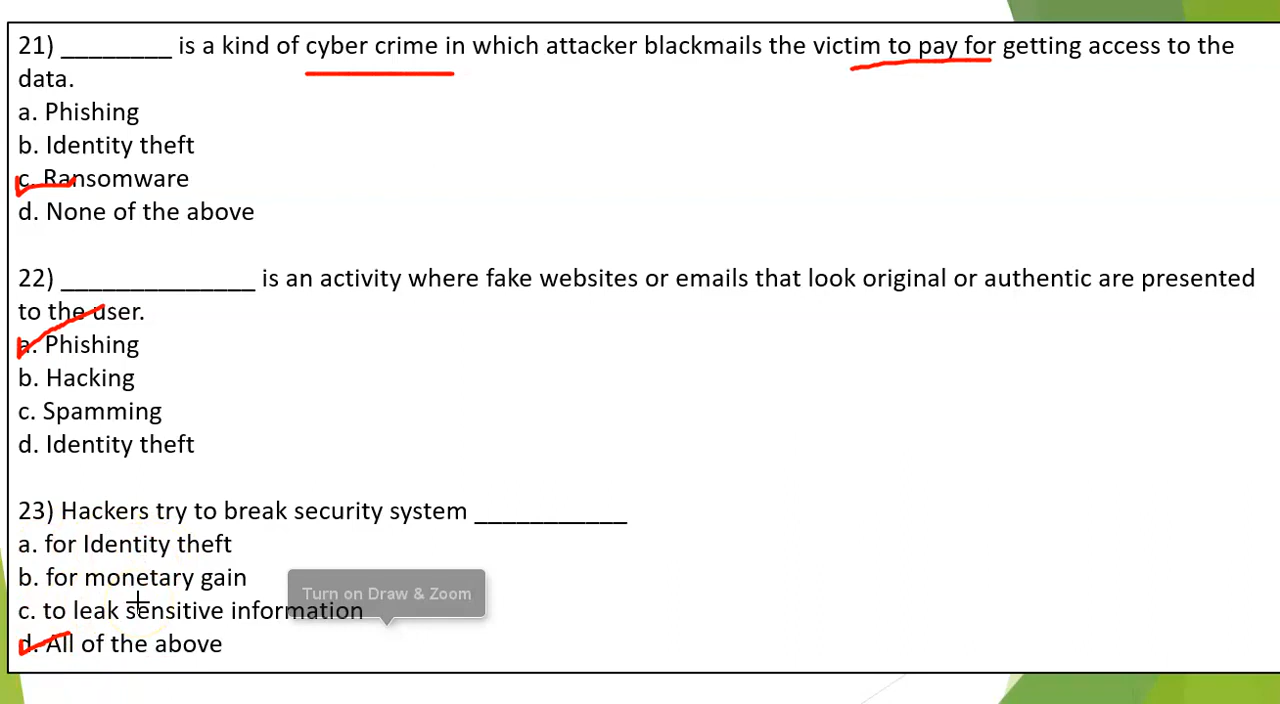 21) ________ is a kind of cyber crime in which attacker blackmails the victim to pay for getting access to the
data.
a. Phishing
b. Identity theft
c. Ransomware
d. None of the above
22) ______________ is an activity where fake websites or emails that look original or authentic are presented
to the user.
a. Phishing
b. Hacking
c. Spamming
d. Identity theft
23) Hackers try to break security system ___________
a. for Identity theft
b. for monetary gain
Turn on Draw & Zoom
c. to leak sensitive information
d. All of the above